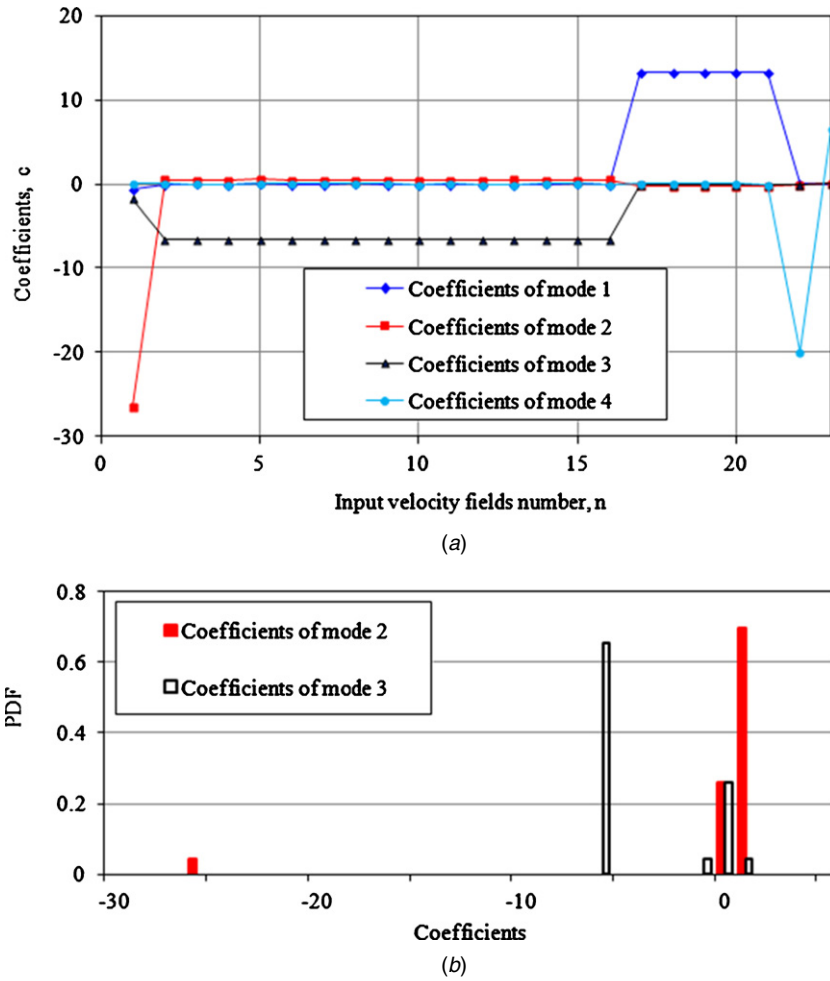 20
10
0
-10
-20
-30
Coefficients, c
Coefficients of mode 1
Coefficients of mode 2
Coefficients of mode 3
Coefficients of mode 4
0 5 10 15 20
Input velocity fields number, n
(a)
0.8
0.6
0.4
0.2
0
PDF
Coefficients of mode 2
Coefficients of mode 3
-30 -20 -10 0
Coefficients
(b)